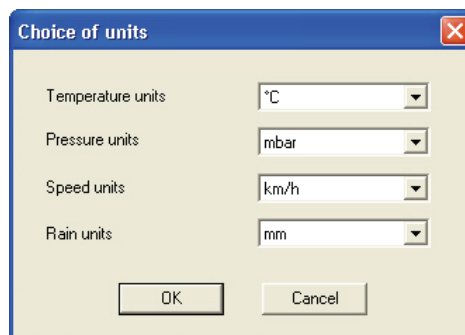 Choice of units
Temperature units °C
Pressure units mbar
Speed units km/h
Rain units mm
OK Cancel